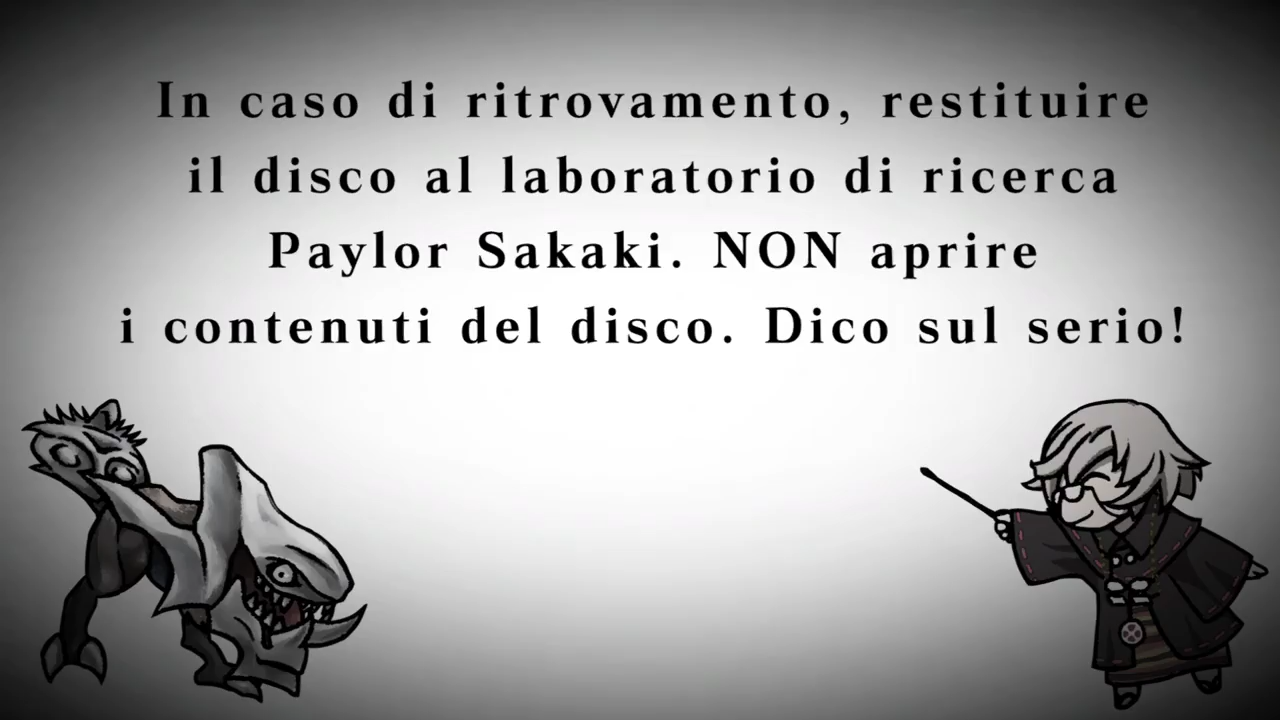 In caso di ritrovamento, restituire
il disco al laboratorio di ricerca
Paylor Sakaki. NON aprire
i contenuti del disco. Dico sul serio!